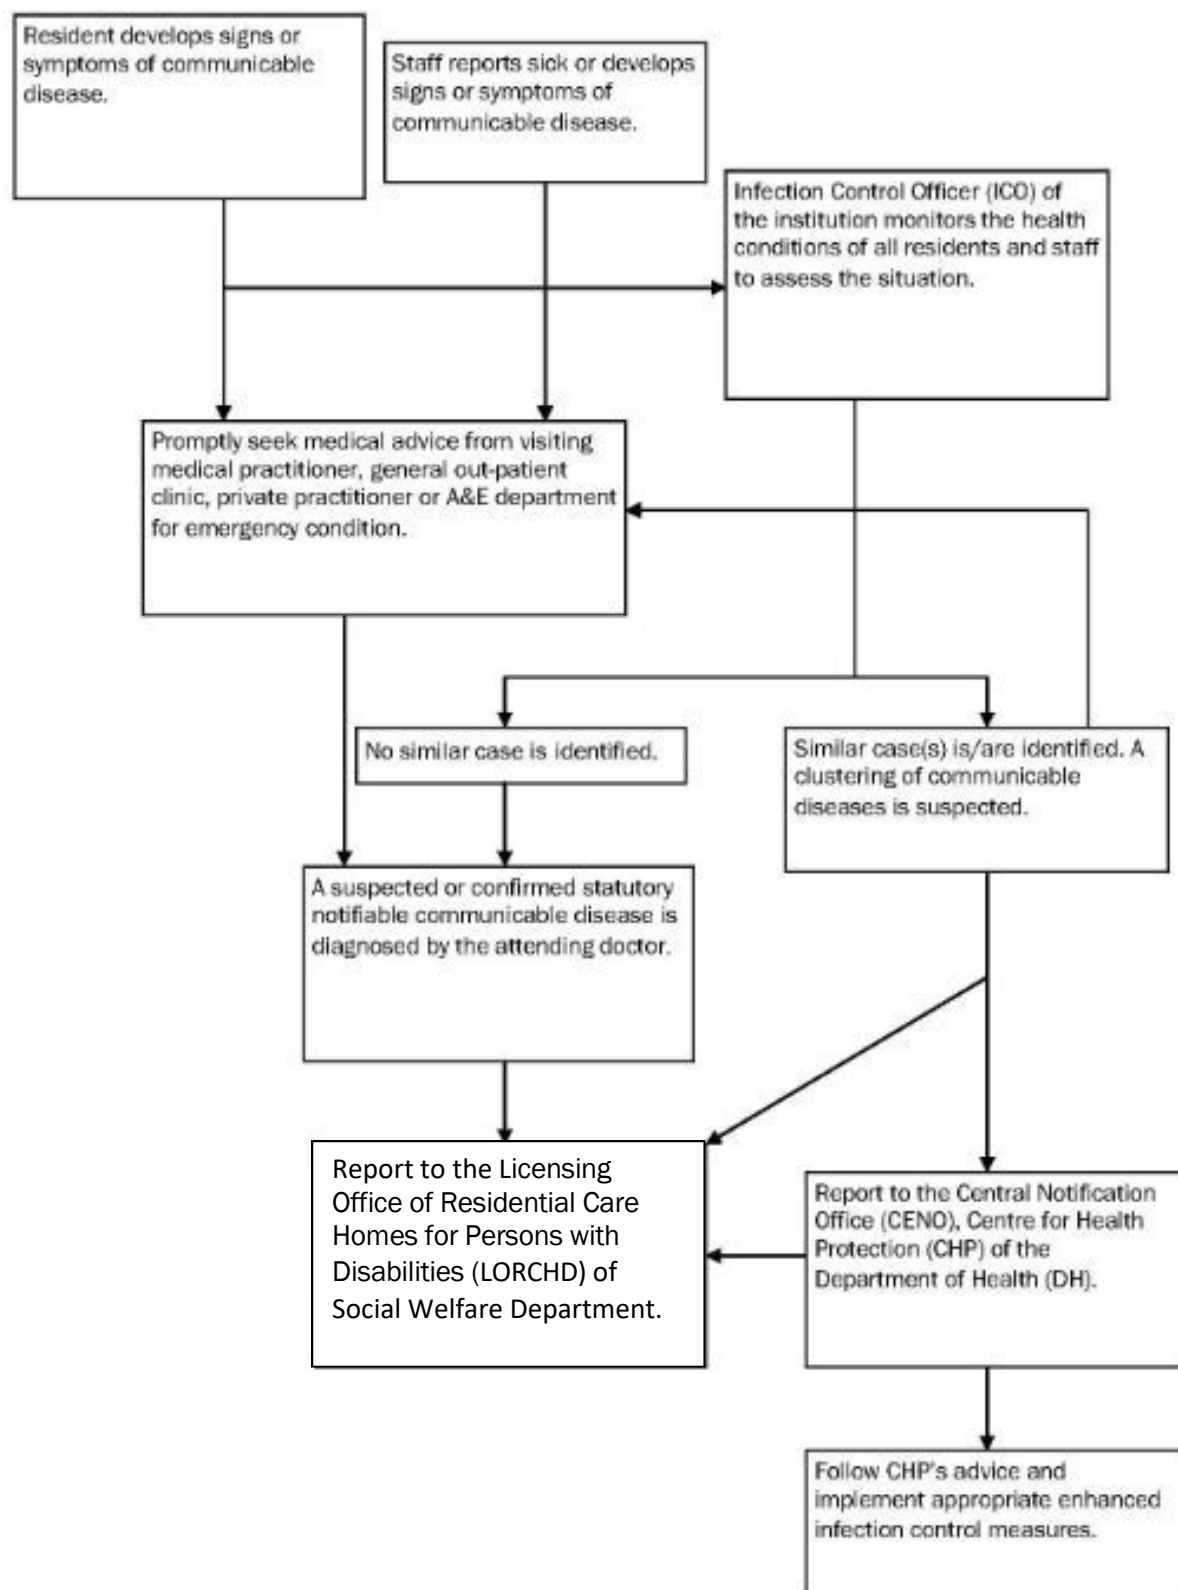 Resident develops signs or
symptoms of communicable
disease.
Staff reports sick or develops
signs or symptoms of
communicable disease.
Infection Control Officer (ICO) of
the institution monitors the health
conditions of all residents and staff
to assess the situation.
Promptly seek medical advice from visiting
medical practitioner, general out-patient
clinic, private practitioner or A&E department
for emergency condition.
No similar case is identified.
Similar case(s) is/are identified. A
clustering of communicable
diseases is suspected.
A suspected or confirmed statutory
notifiable communicable disease is
diagnosed by the attending doctor.
Report to the Licensing
Office of Residential Care
Homes for Persons with
Disabilities (LORCHD) of
Social Welfare Department.
Report to the Central Notification
Office (CENO), Centre for Health
Protection (CHP) of the
Department of Health (DH).
Follow CHP's advice and
implement appropriate enhanced
infection control measures.